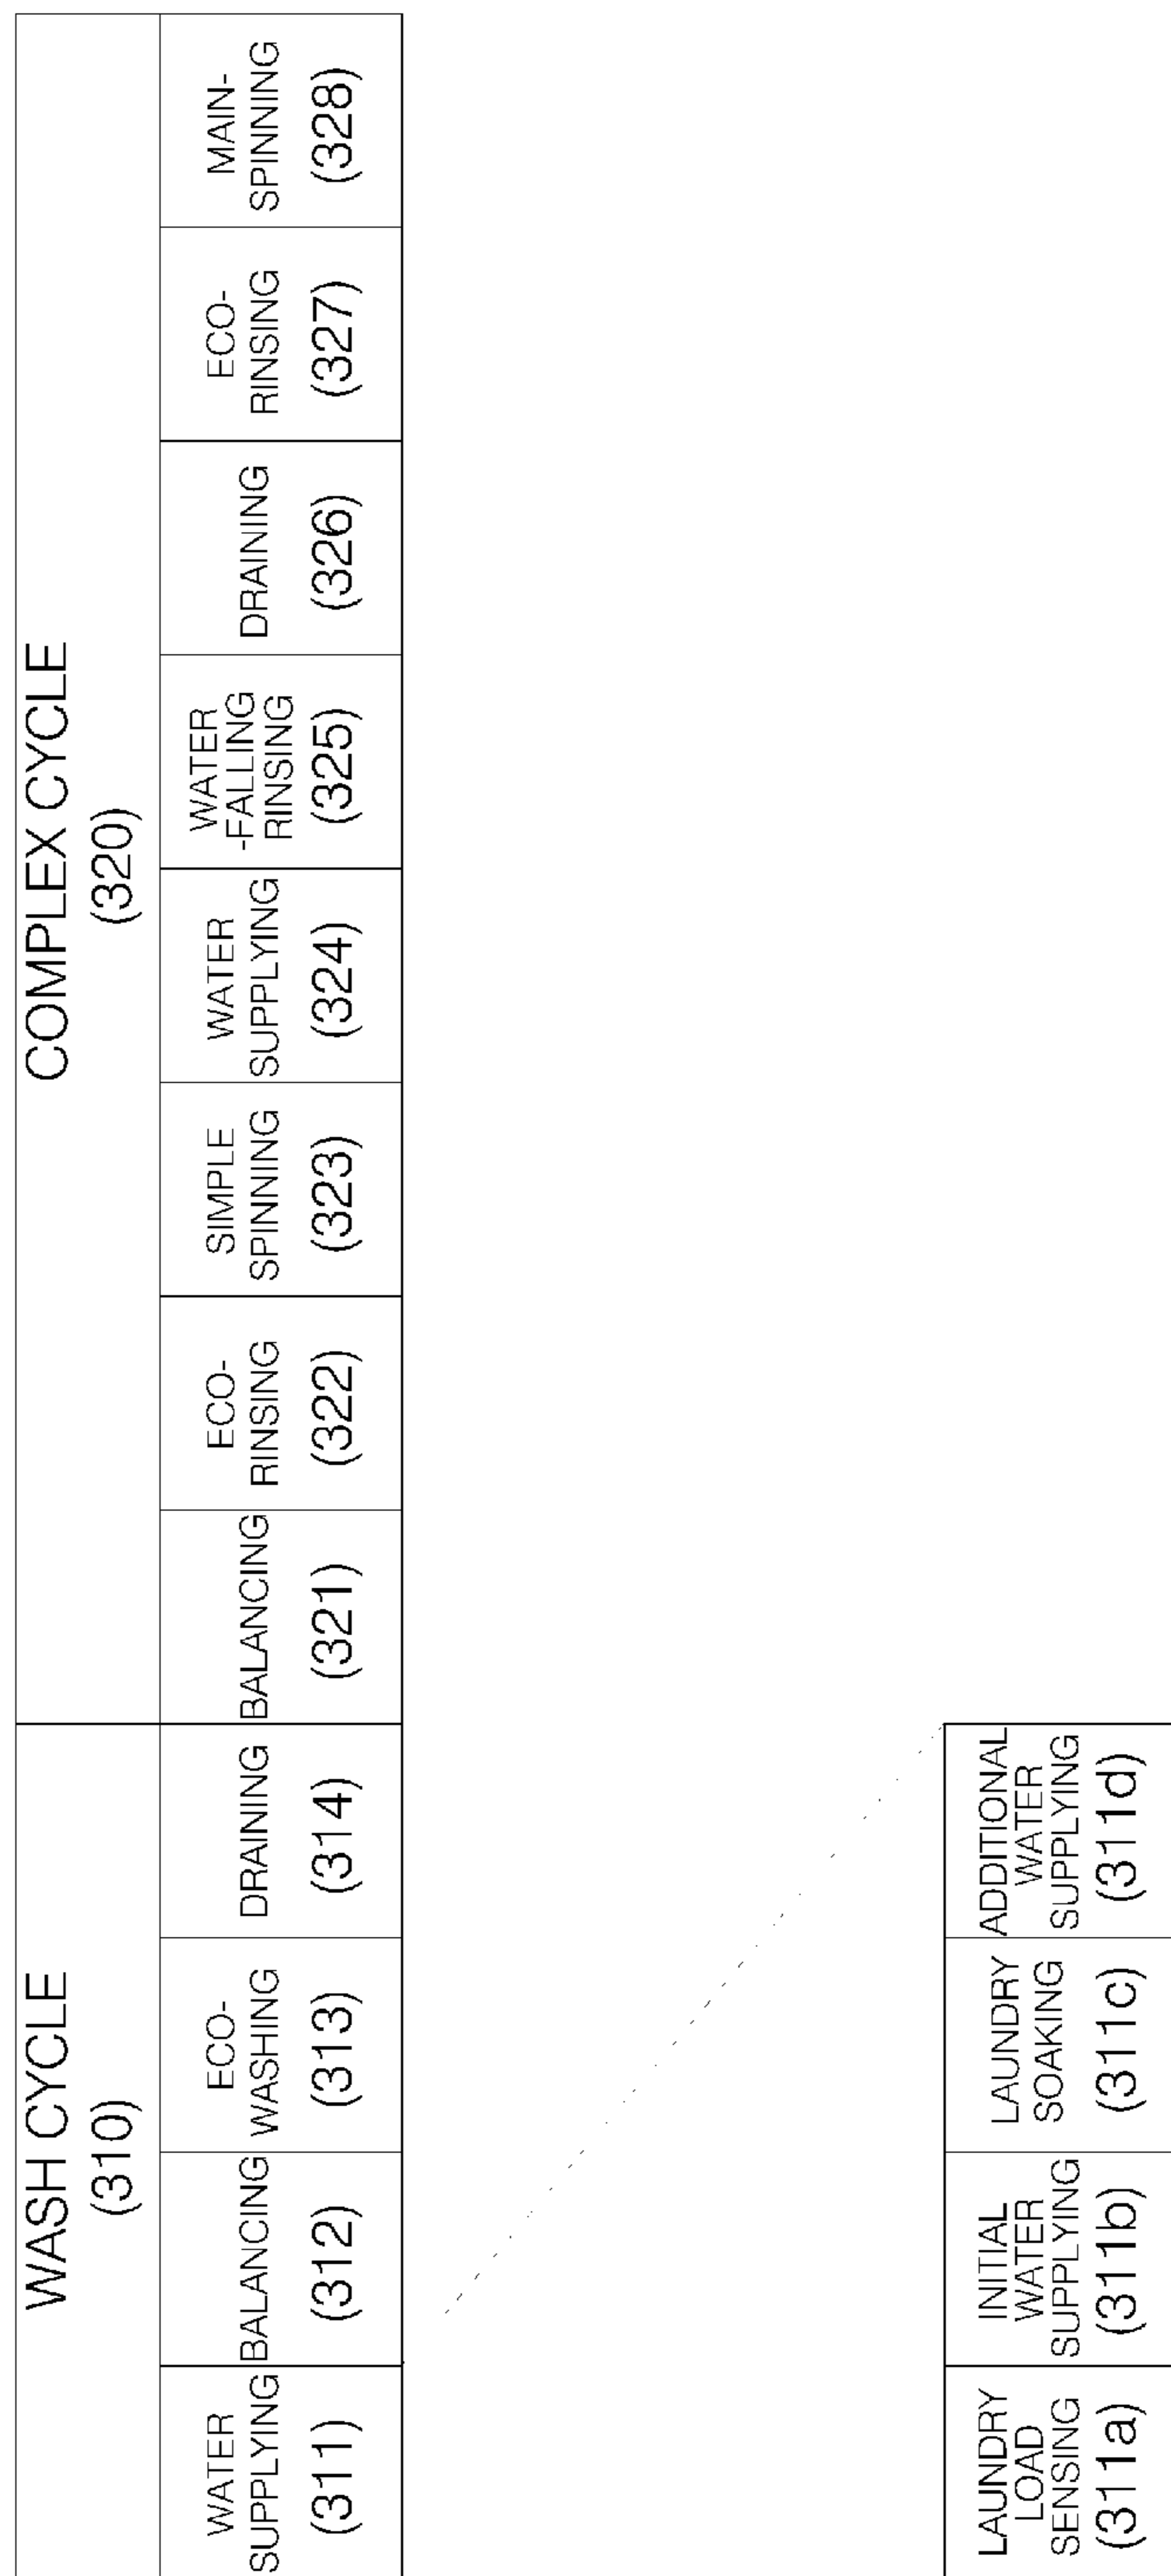 WASH CYCLE
(310)
COMPLEX CYCLE
(320)
WATER
SUPPLYING
(311)
BALANCING
(312)
ECO-
WASHING
(313)
DRAINING
(314)
BALANCING
(321)
ECO-
RINSING
(322)
SIMPLE
SPINNING
(323)
WATER
SUPPLYING
(324)
WATER
-FALLING
RINSING
(325)
DRAINING
(326)
ECO-
RINSING
(327)
MAIN-
SPINNING
(328)
LAUNDRY
LOAD
SENSING
(311a)
INITIAL
WATER
SUPPLYING
(311b)
LAUNDRY
SOAKING
(311c)
ADDITIONAL
WATER
SUPPLYING
(311d)